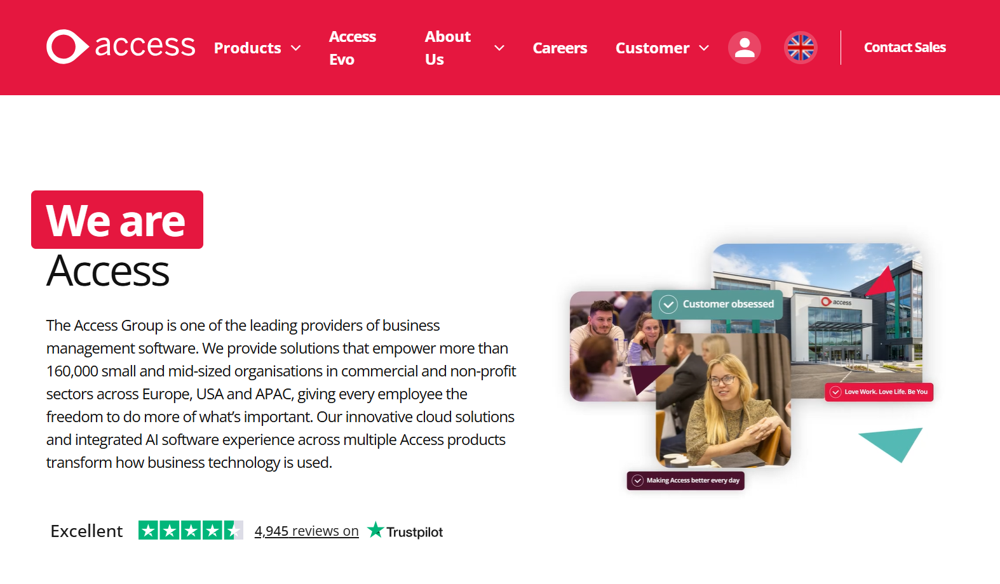 access
Products
Access
Evo
About
Us
Careers
Customer
Contact Sales
We are
Access
The Access Group is one of the leading providers of business
management software. We provide solutions that empower more than
160,000 small and mid-sized organisations in commercial and non-profit
sectors across Europe, USA and APAC, giving every employee the
freedom to do more of what’s important. Our innovative cloud solutions
and integrated AI software experience across multiple Access products
transform how business technology is used.
Excellent
4,945 reviews on
Trustpilot
Customer obsessed
access
Love Work. Love Life. Be You
Making Access better every day